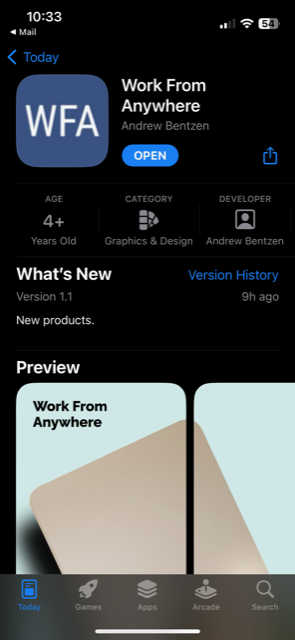 10:33
54
Mail
Today
WFA
Work From
Anywhere
Andrew Bentzen
OPEN
AGE
4+
Years Old
CATEGORY
Graphics & Design
DEVELOPER
Andrew Bentzen
What's New
Version History
Version 1.1
9h ago
New products.
Preview
Work From
Anywhere
Today
Games
Apps
Arcade
Search